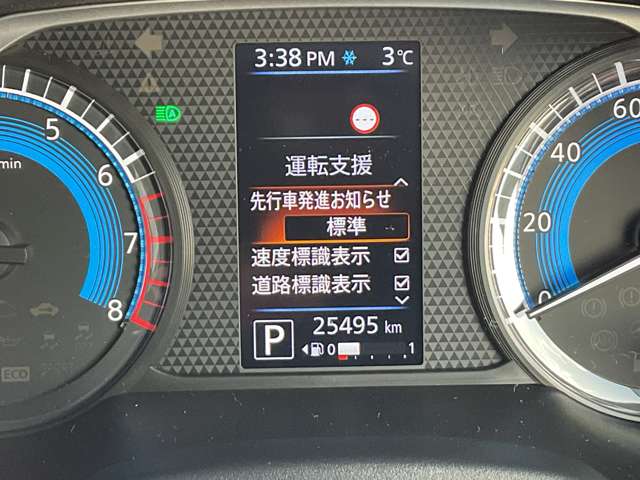 3:38 PM 3℃
---
運転支援
先行車発進お知らせ
標準
速度標識表示
道路標識表示
25495 km
P
0 1
5
6
7
8
min
ECO
A
0
20
40
60